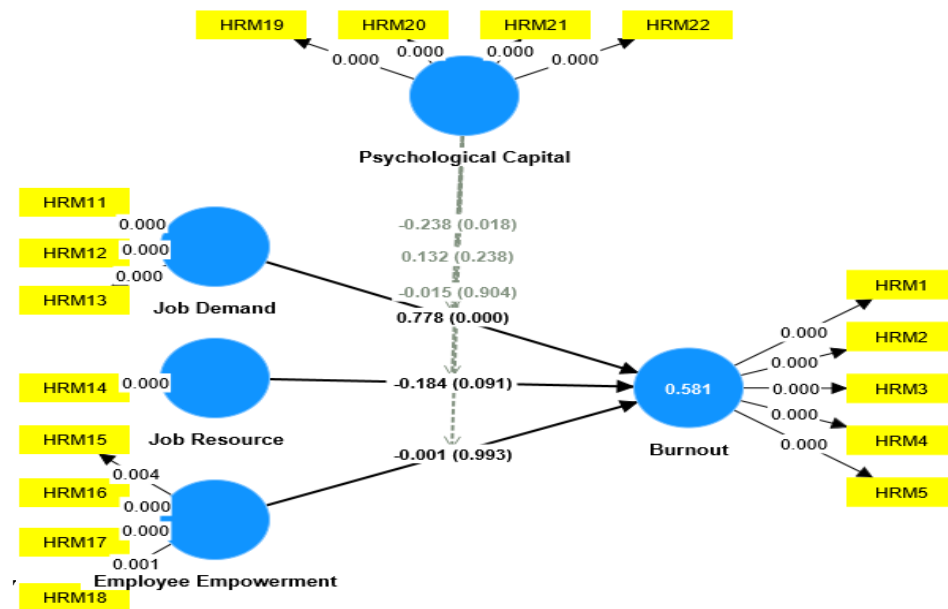 HRM19 HRM20 HRM21 HRM22
0.000 0.000 0.000 0.000
Psychological Capital
HRM11
HRM12
HRM13
0.000
0.000
0.000
Job Demand
-0.238 (0.018)
0.132 (0.238)
-0.015 (0.904)
0.778 (0.000)
HRM14
0.000
Job Resource
-0.184 (0.091)
HRM15
HRM16
HRM17
HRM18
0.004
0.000
0.000
0.001
Employee Empowerment
-0.001 (0.993)
0.581
Burnout
0.000
0.000
0.000
0.000
0.000
HRM1
HRM2
HRM3
HRM4
HRM5